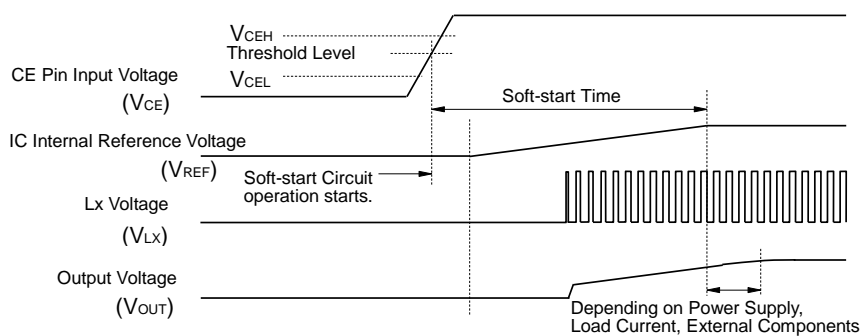 VCEH
Threshold Level
CE Pin Input Voltage
VCEL
(VCE)
Soft-start Time
IC Internal Reference Voltage
(VREF)
Soft-start Circuit
operation starts.
Lx Voltage
(VLX)
Output Voltage
(VOUT)
Depending on Power Supply,
Load Current, External Components